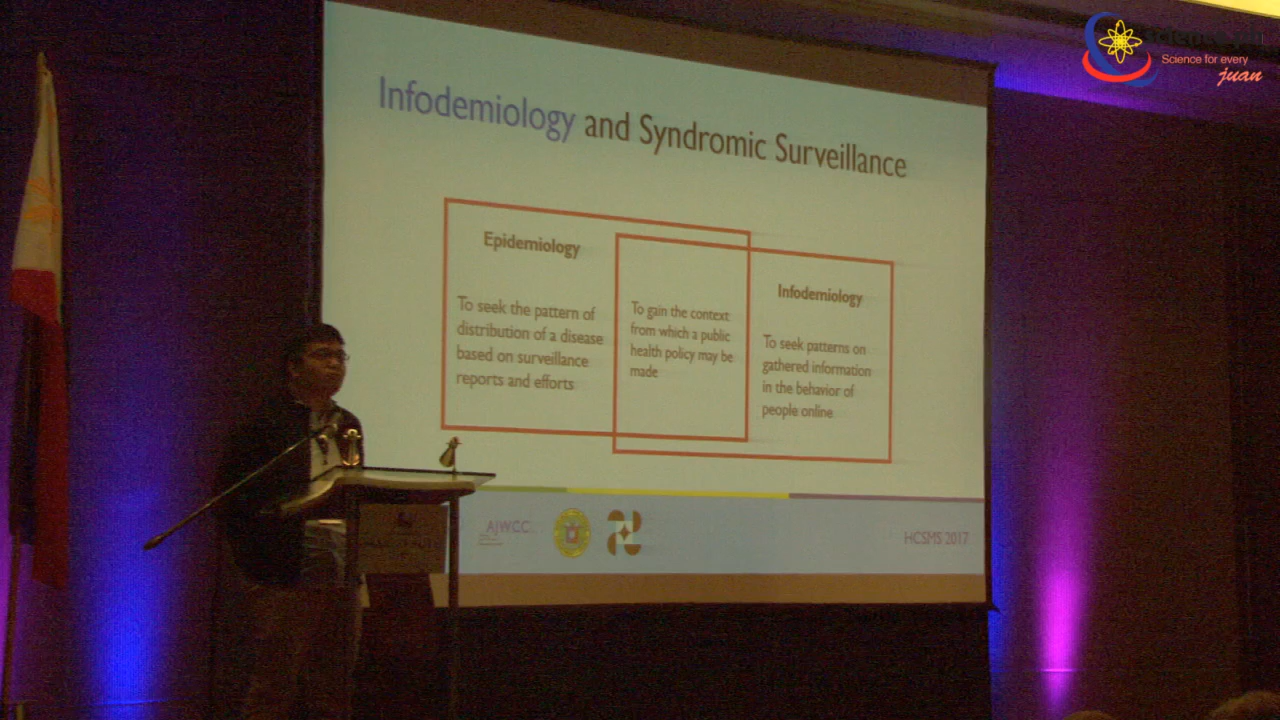 science.ph
Science for every
juan
Infodemiology and Syndromic Surveillance
Epidemiology
To seek the pattern of
distribution of a disease
based on surveillance
reports and efforts
To gain the context
from which a public
health policy may be
made
Infodemiology
To seek patterns on
gathered information
in the behavior of
people online
AJWCC
HCSMS 2017